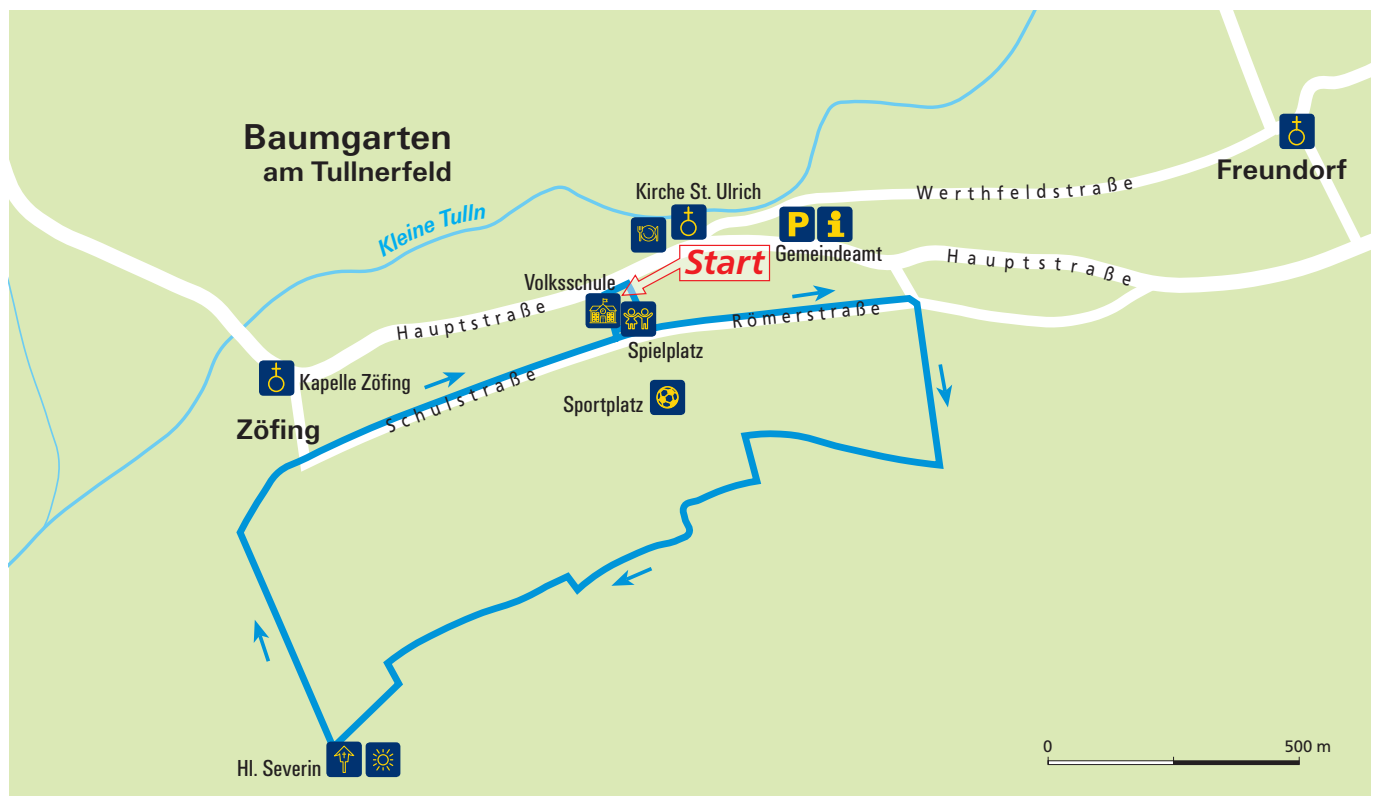 Baumgarten
am Tullnerfeld
Freundorf
Werthfeldstraße
Kirche St. Ulrich
Kleine Tulln
P i
Gemeindeamt
Start
Hauptstraße
Volksschule
Hauptstraße
Römerstraße
Spielplatz
Kapelle Zöfing
Schulstraße
Sportplatz
Zöfing
Hl. Severin
0 500 m